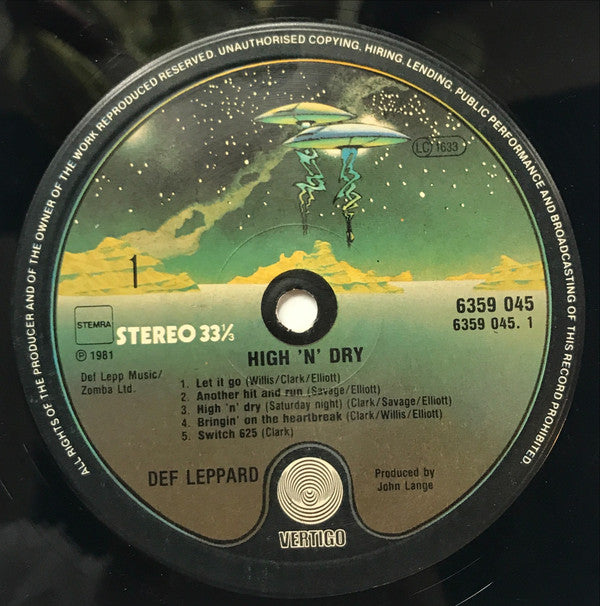 ALL RIGHTS OF THE PRODUCER AND OF THE OWNER OF THE WORK REPRODUCED RESERVED. UNAUTHORISED COPYING, HIRING, LENDING, PUBLIC PERFORMANCE AND BROADCASTING OF THIS RECORD PROHIBITED.
LC 1633
1
STEMRA
STEREO 33⅓
℗ 1981
6359 045
6359 045. 1
HIGH 'N' DRY
Def Lepp Music/
Zomba Ltd.
1. Let it go (Willis/Clark/Elliott)
2. Another hit and run (Savage/Elliott)
3. High 'n' dry (Saturday night) (Clark/Savage/Elliott)
4. Bringin' on the heartbreak (Clark/Willis/Elliott)
5. Switch 625 (Clark)
DEF LEPPARD
Produced by
John Lange
VERTIGO